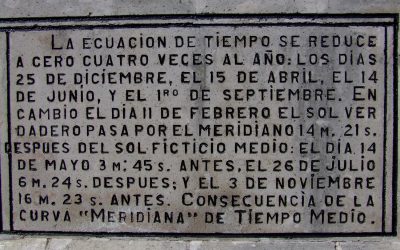 LA ECUACION DE TIEMPO SE REDUCE
A CERO CUATRO VECES AL AÑO: LOS DIAS
25 DE DICIEMBRE, EL 15 DE ABRIL, EL 14
DE JUNIO, Y EL 1RO DE SEPTIEMBRE. EN
CAMBIO EL DIA 11 DE FEBRERO EL SOL VER
DADERO PASA POR EL MERIDIANO 14 M. 21 S.
DESPUES DEL SOL FICTICIO MEDIO: EL DIA 14
DE MAYO 3 M. 45 S. ANTES, EL 26 DE JULIO
6 M. 24 S. DESPUES; Y EL 3 DE NOVIEMBRE
16 M. 23 S. ANTES. CONSECUENCIA DE LA
CURVA "MERIDIANA" DE TIEMPO MEDIO.